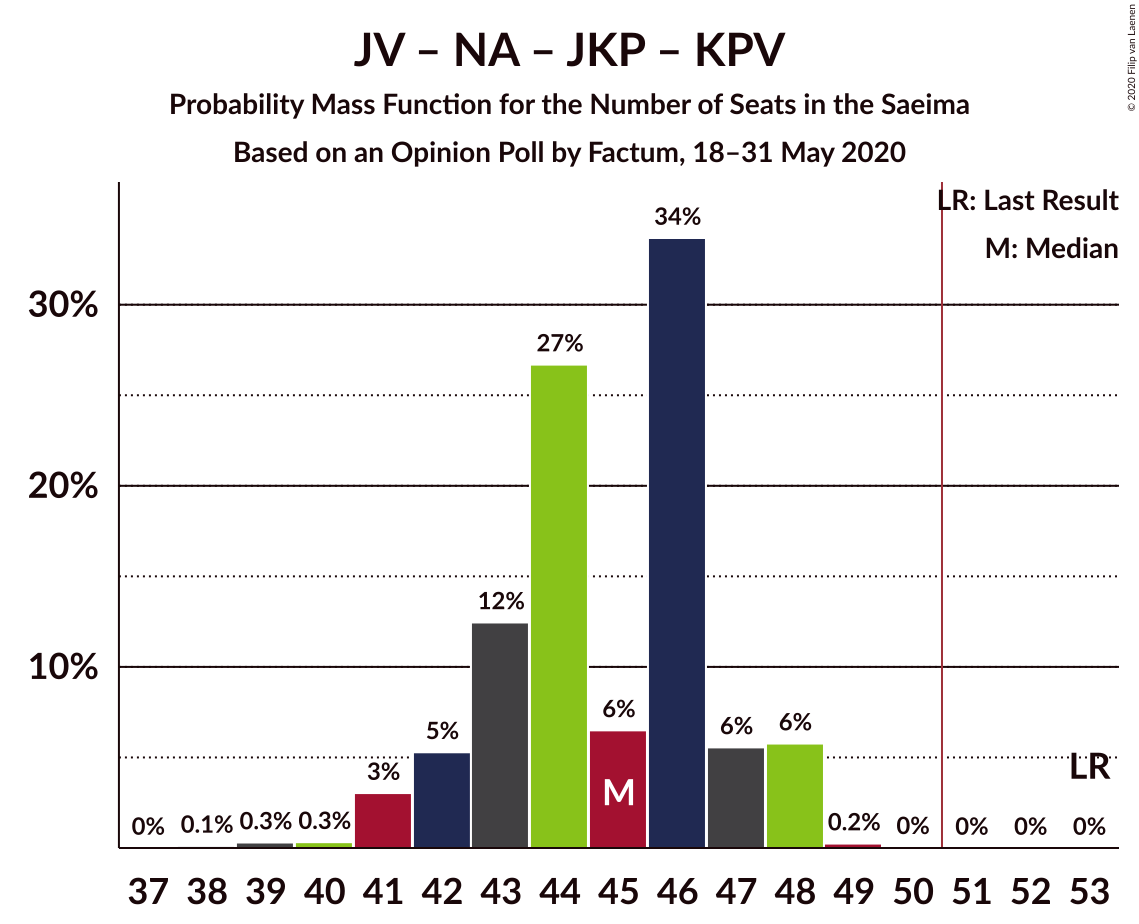 JV – NA – JKP – KPV
Probability Mass Function for the Number of Seats in the Saeima
Based on an Opinion Poll by Factum, 18–31 May 2020
© 2020 Filip van Laenen
LR: Last Result
M: Median
34%
30%
27%
20%
12%
10%
6%
6%
6%
5%
3%
LR
M
0%
0.1%
0.3%
0.3%
0.2%
0%
0%
0%
0%
37 38 39 40 41 42 43 44 45 46 47 48 49 50 51 52 53